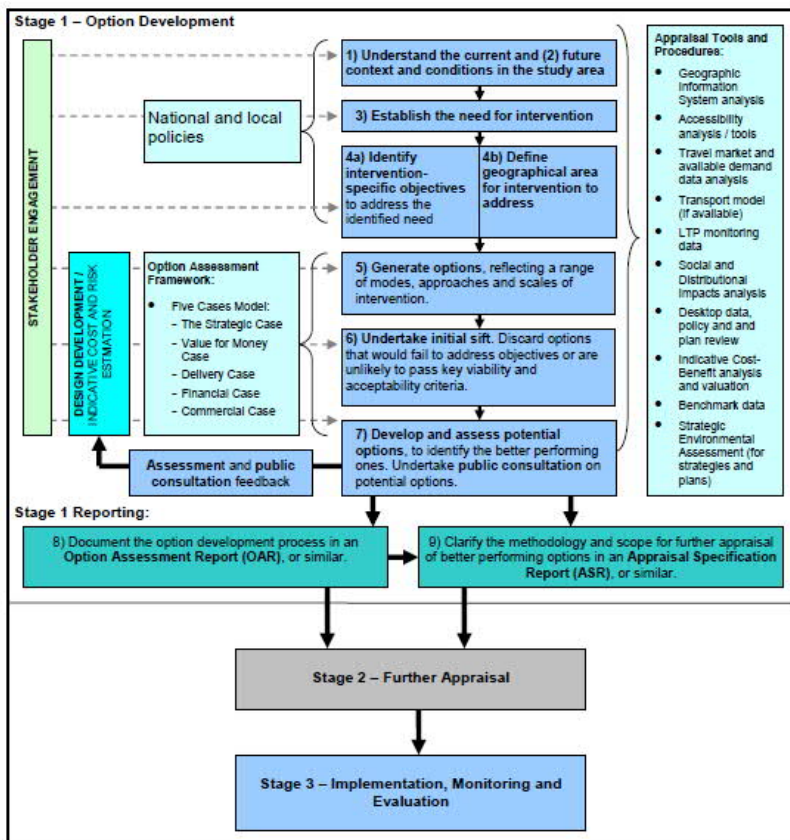 Stage 1 – Option Development
STAKEHOLDER ENGAGEMENT
National and local
policies
1) Understand the current and (2) future
context and conditions in the study area
3) Establish the need for intervention
4a) Identify
intervention-
specific objectives
to address the
identified need
4b) Define
geographical area
for intervention to
address
DESIGN DEVELOPMENT /
INDICATIVE COST AND RISK
ESTMATION
Option Assessment
Framework:
• Five Cases Model:
– The Strategic Case
– Value for Money
Case
– Delivery Case
– Financial Case
– Commercial Case
5) Generate options, reflecting a range
of modes, approaches and scales of
intervention.
6) Undertake initial sift. Discard options
that would fail to address objectives or are
unlikely to pass key viability and
acceptability criteria.
7) Develop and assess potential
options, to identify the better performing
ones. Undertake public consultation on
potential options.
Assessment and public
consultation feedback
Appraisal Tools and
Procedures:
• Geographic
Information
System analysis
• Accessibility
analysis / tools
• Travel market and
available demand
data analysis
• Transport model
(if available)
• LTP monitoring
data
• Social and
Distributional
Impacts analysis
• Desktop data,
policy and and
plan review
• Indicative Cost-
Benefit analysis
and valuation
• Benchmark data
• Strategic
Environmental
Assessment (for
strategies and
plans)
Stage 1 Reporting:
8) Document the option development process in an
Option Assessment Report (OAR), or similar.
9) Clarify the methodology and scope for further appraisal
of better performing options in an Appraisal Specification
Report (ASR), or similar.
Stage 2 – Further Appraisal
Stage 3 – Implementation, Monitoring and
Evaluation